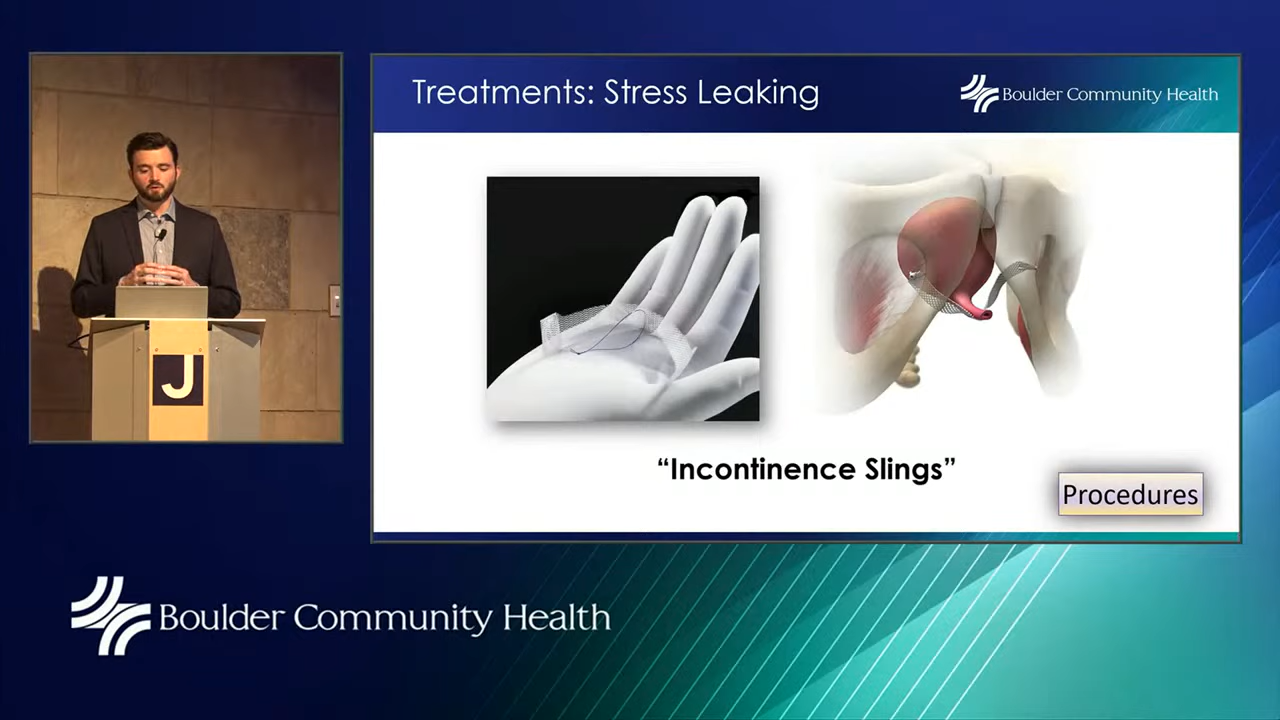 Treatments: Stress Leaking
Boulder Community Health
“Incontinence Slings”
Procedures
J
Boulder Community Health